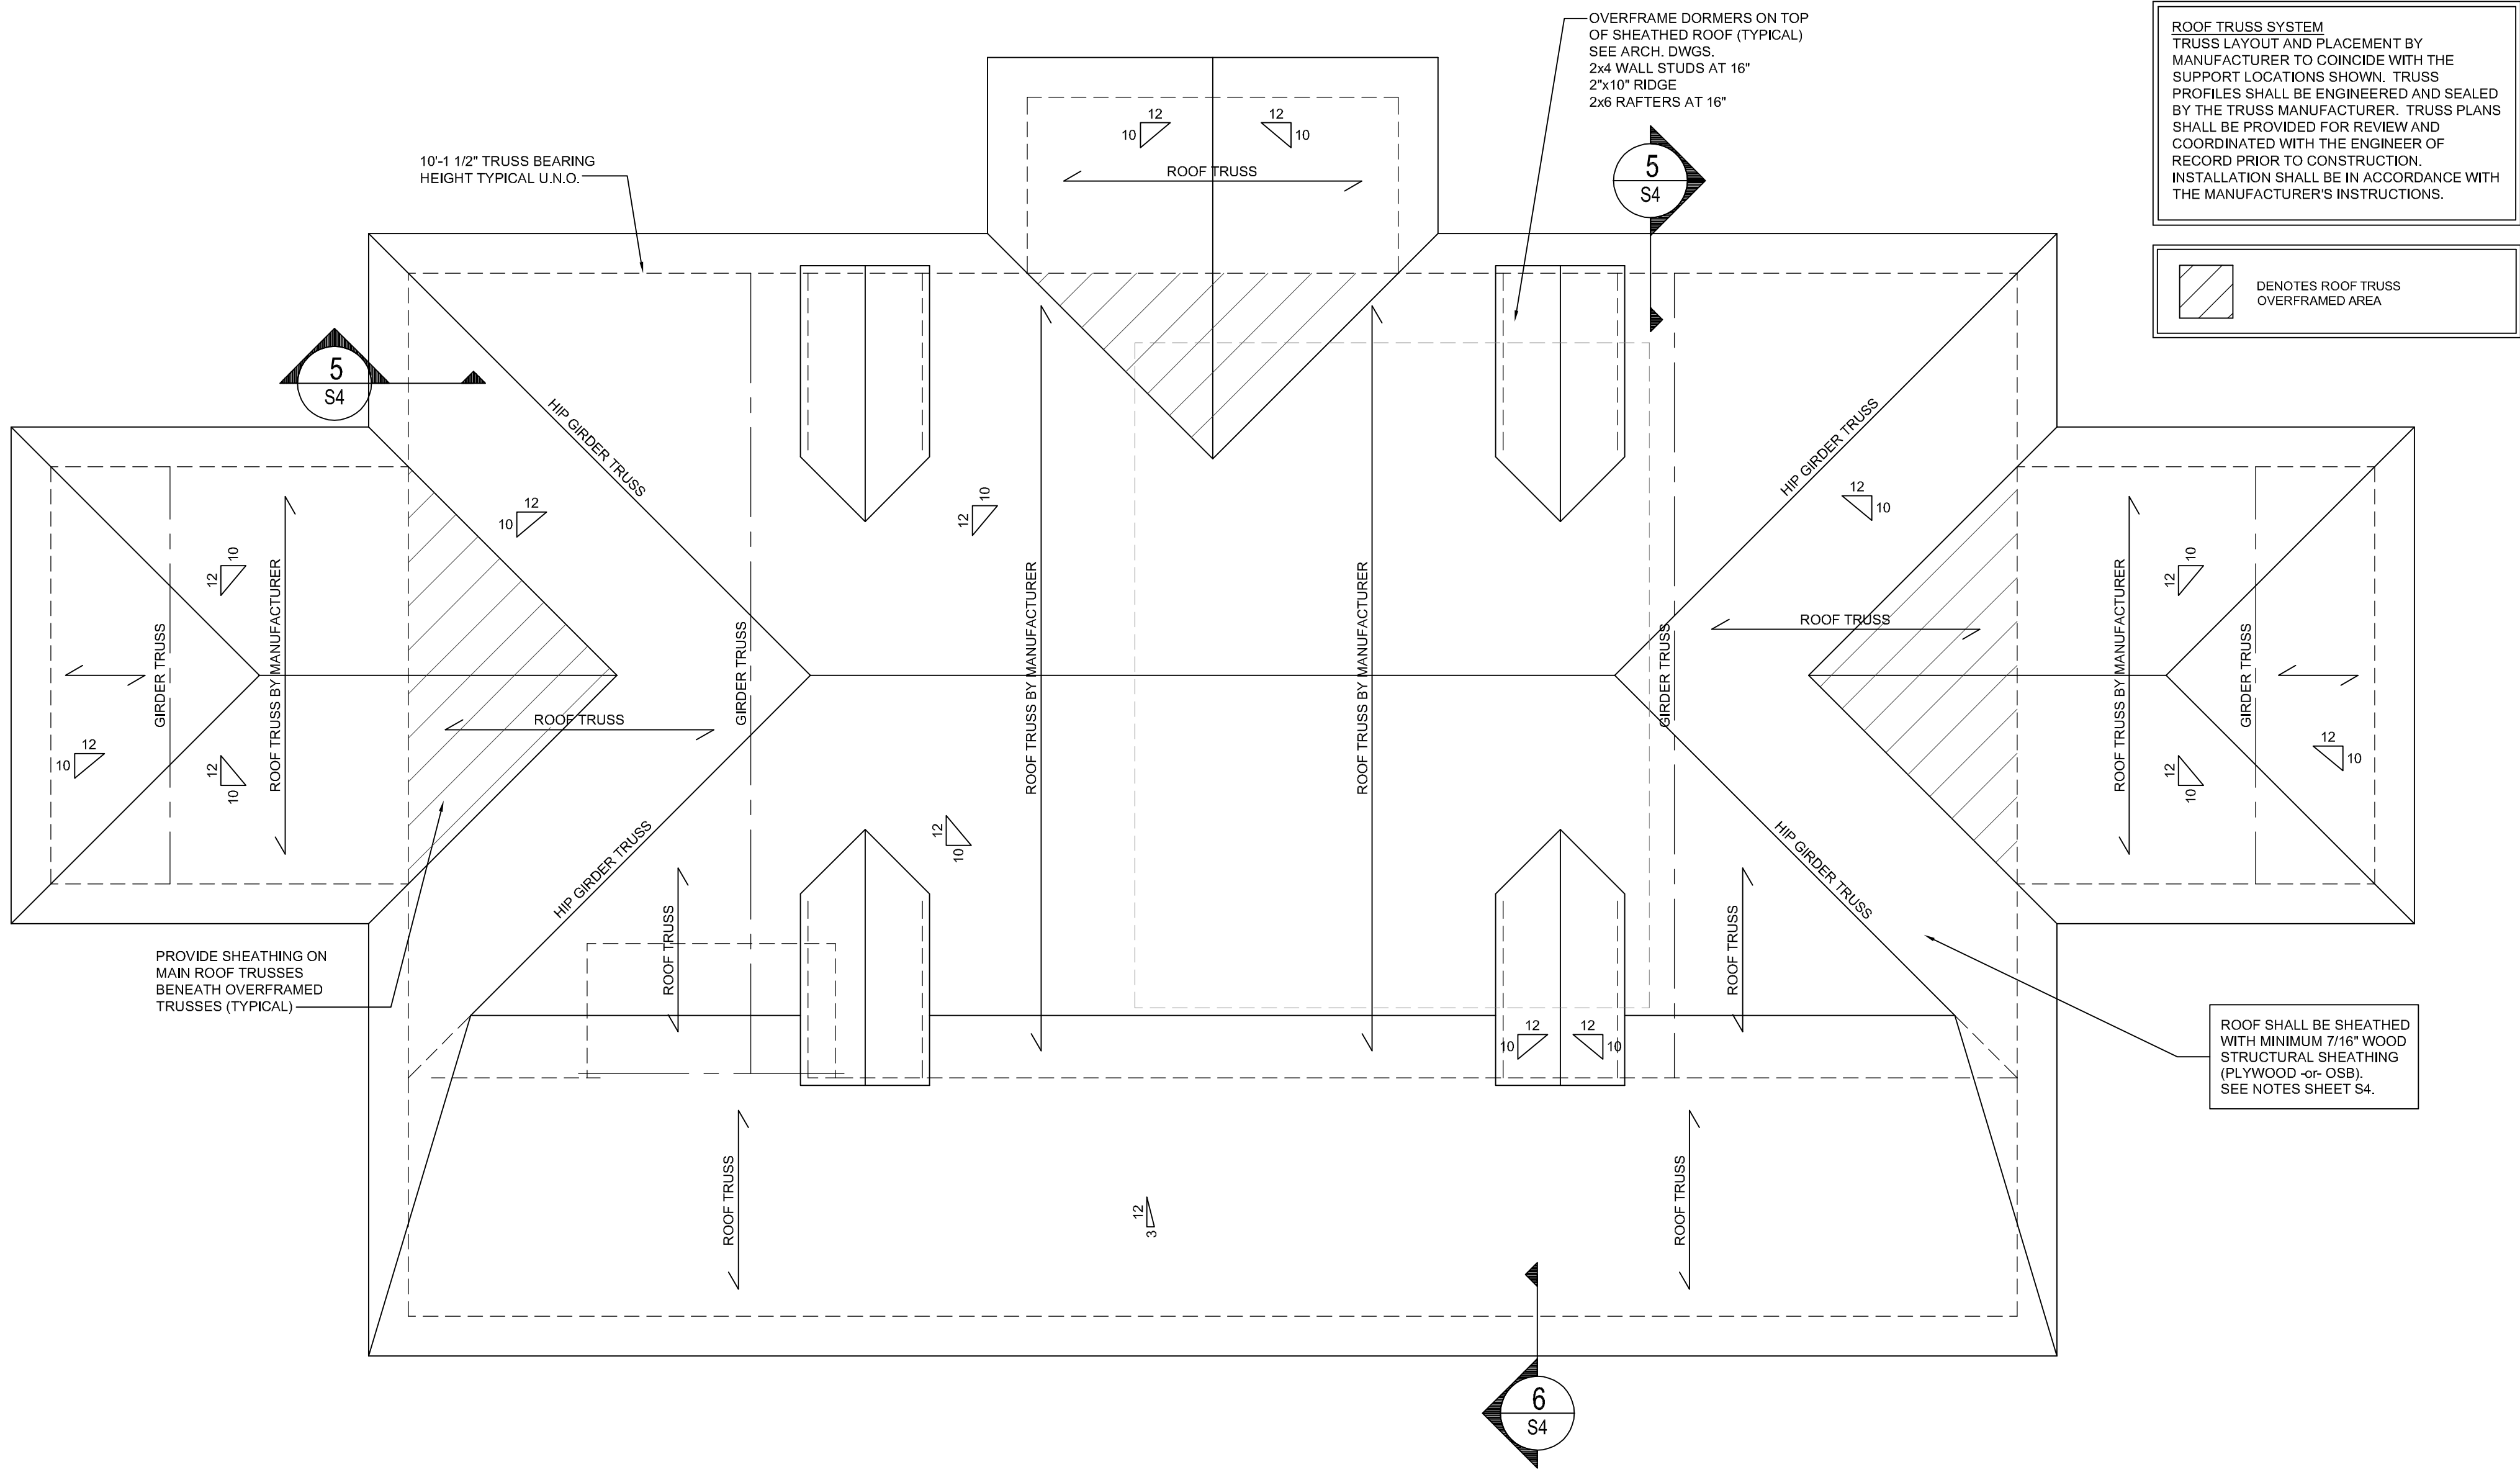 OVERFRAME DORMERS ON TOP
OF SHEATHED ROOF (TYPICAL)
SEE ARCH. DWGS.
2x4 WALL STUDS AT 16"
2"x10" RIDGE
2x6 RAFTERS AT 16"
ROOF TRUSS SYSTEM
TRUSS LAYOUT AND PLACEMENT BY
MANUFACTURER TO COINCIDE WITH THE
SUPPORT LOCATIONS SHOWN. TRUSS
PROFILES SHALL BE ENGINEERED AND SEALED
BY THE TRUSS MANUFACTURER. TRUSS PLANS
SHALL BE PROVIDED FOR REVIEW AND
COORDINATED WITH THE ENGINEER OF
RECORD PRIOR TO CONSTRUCTION.
INSTALLATION SHALL BE IN ACCORDANCE WITH
THE MANUFACTURER'S INSTRUCTIONS.
DENOTES ROOF TRUSS
OVERFRAMED AREA
10'-1 1/2" TRUSS BEARING
HEIGHT TYPICAL U.N.O.
12
10
12
10
ROOF TRUSS
5
S4
5
S4
HIP GIRDER TRUSS
HIP GIRDER TRUSS
12
10
12
10
12
10
12
10
12
10
GIRDER TRUSS
ROOF TRUSS BY MANUFACTURER
ROOF TRUSS
GIRDER TRUSS
ROOF TRUSS BY MANUFACTURER
ROOF TRUSS BY MANUFACTURER
GIRDER TRUSS
ROOF TRUSS
ROOF TRUSS BY MANUFACTURER
GIRDER TRUSS
12
10
12
10
12
10
12
10
12
10
HIP GIRDER TRUSS
HIP GIRDER TRUSS
ROOF TRUSS
ROOF TRUSS
PROVIDE SHEATHING ON
MAIN ROOF TRUSSES
BENEATH OVERFRAMED
TRUSSES (TYPICAL)
12
10
12
10
ROOF SHALL BE SHEATHED
WITH MINIMUM 7/16" WOOD
STRUCTURAL SHEATHING
(PLYWOOD -or- OSB).
SEE NOTES SHEET S4.
ROOF TRUSS
12
3
ROOF TRUSS
6
S4